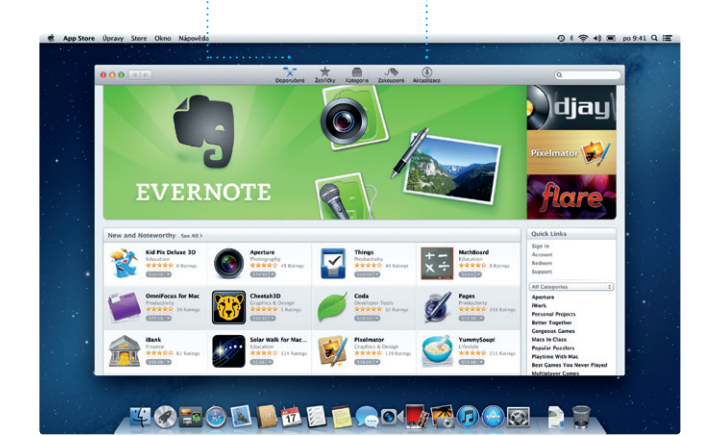 App Store Úpravy Store Okno Nápověda
po 9:41
Doporučené Žebříčky Kategorie Zakoupené Aktualizace
EVERNOTE
djay
Pixelmator
flare
New and Noteworthy See All >
Quick Links
Kid Pix Deluxe 3D
Education
Aperture
Photography
Things
Productivity
MathBoard
Education
Sign In
Account
Redeem
Support
All Categories
OmniFocus for Mac
Productivity
39 Ratings
Cheetah3D
Graphics & Design
Coda
Developer Tools
Pages
Productivity
Aperture
iWork
Personal Projects
Better Together
Gorgeous Games
Macs In Class
Popular Puzzlers
Playtime With Mac
Best Games You Never Played
Multiplayer Games
iBank
Finance
Solar Walk for Mac...
Education
Pixelmator
Graphics & Design
YummySoup!
Lifestyle
17